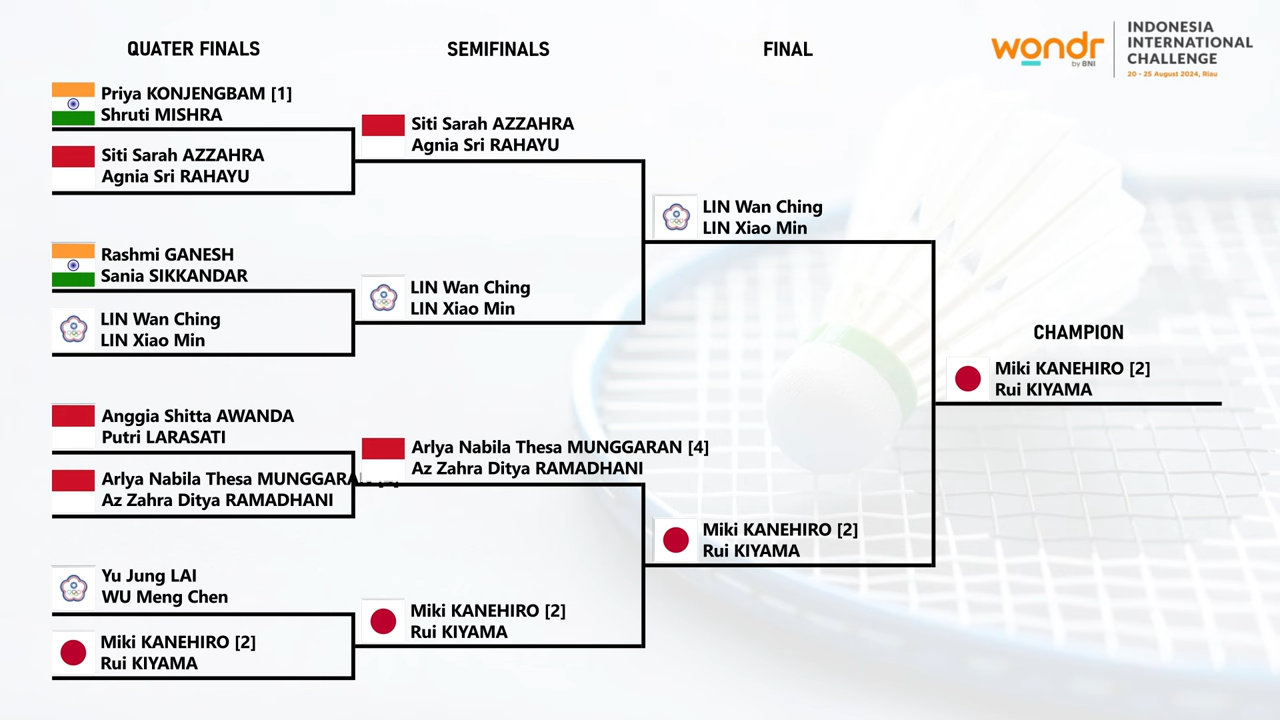 QUATER FINALS
SEMIFINALS
FINAL
wondr
by BNI
INDONESIA
INTERNATIONAL
CHALLENGE
20 - 25 August 2024, Riau
Priya KONJENGBAM [1]
Shruti MISHRA
Siti Sarah AZZAHRA
Agnia Sri RAHAYU
Rashmi GANESH
Sania SIKKANDAR
LIN Wan Ching
LIN Xiao Min
Anggia Shitta AWANDA
Putri LARASATI
Arlya Nabila Thesa
Az Zahra Ditya RAMADHANI
Yu Jung LAI
WU Meng Chen
Miki KANEHIRO [2]
Rui KIYAMA
Siti Sarah AZZAHRA
Agnia Sri RAHAYU
LIN Wan Ching
LIN Xiao Min
Arlya Nabila Thesa MUNGGARAN [4]
Az Zahra Ditya RAMADHANI
Miki KANEHIRO [2]
Rui KIYAMA
LIN Wan Ching
LIN Xiao Min
Miki KANEHIRO [2]
Rui KIYAMA
CHAMPION
Miki KANEHIRO [2]
Rui KIYAMA